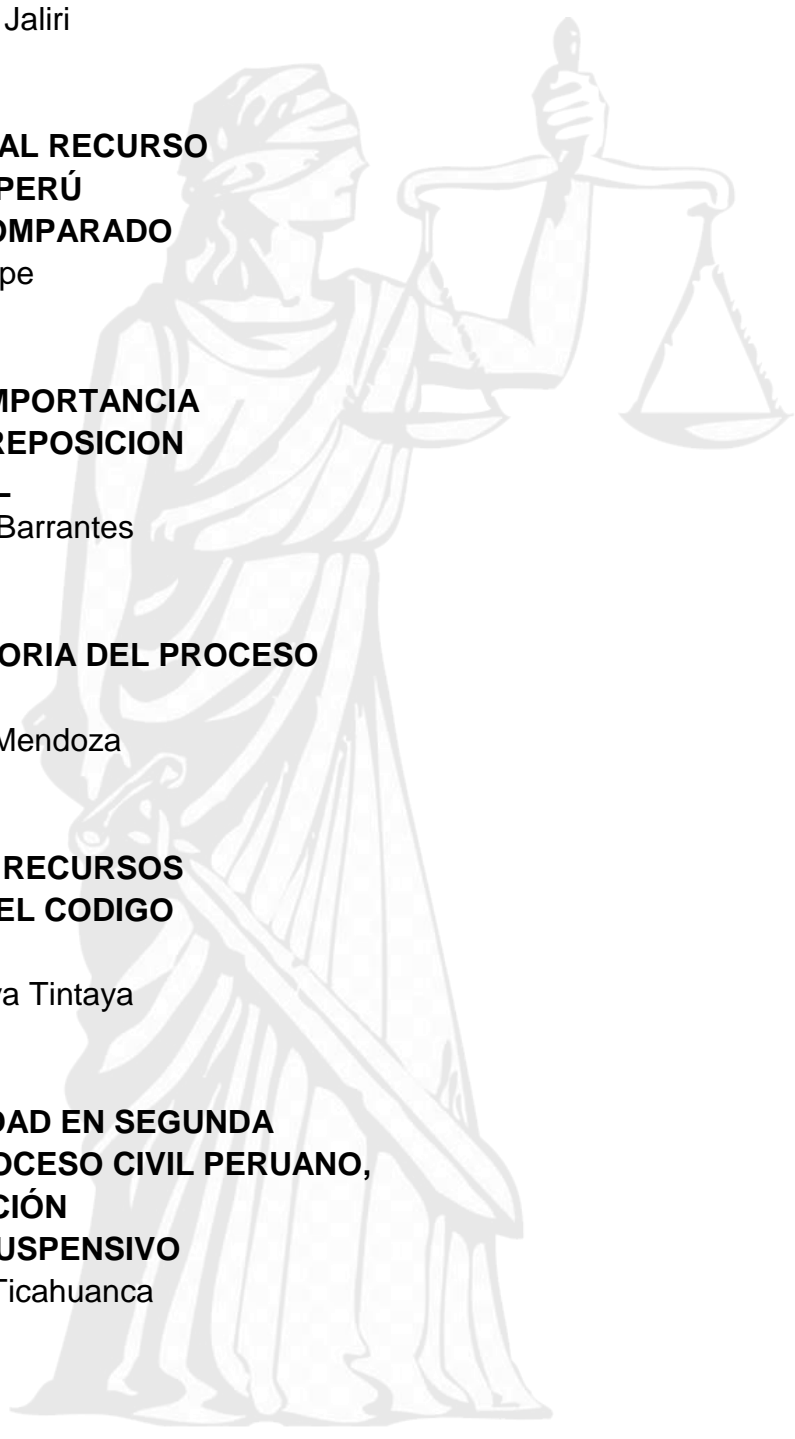 Jaliri
AL RECURSO
PERÚ
OMPARADO
pe
MPORTANCIA
REPOSICION
L
Barrantes
ORIA DEL PROCESO
Mendoza
RECURSOS
EL CODIGO
ya Tintaya
DAD EN SEGUNDA
OCESO CIVIL PERUANO,
CIÓN
USPENSIVO
Ticahuanca